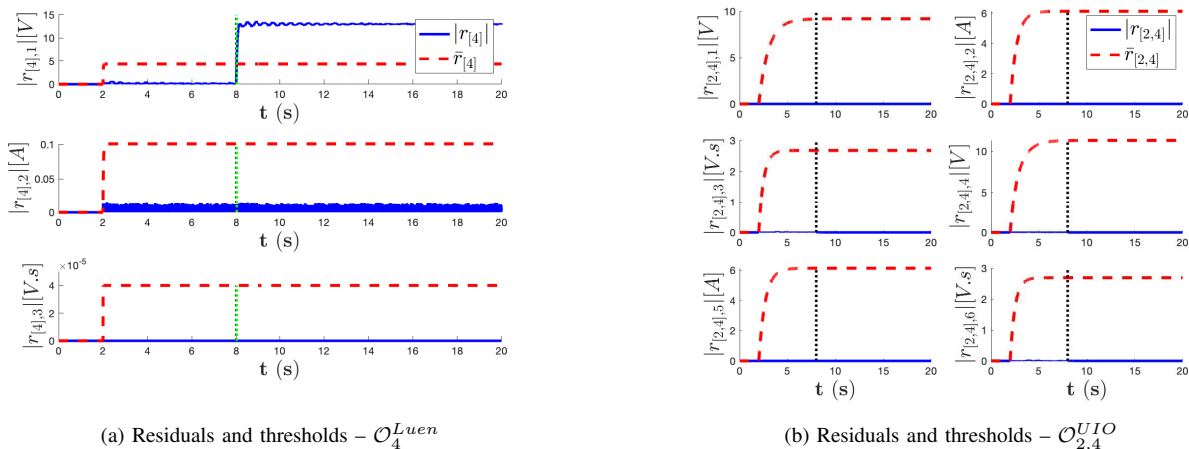 |r[4],1|[V]
15
10
5
0
0 2 4 6 8 10 12 14 16 18 20
t (s)
|r[4]|
r̄[4]
|r[4],2|[A]
0.1
0.05
0
0 2 4 6 8 10 12 14 16 18 20
t (s)
|r[4],3|[V.s]
×10⁻⁵
4
2
0
0 2 4 6 8 10 12 14 16 18 20
t (s)
(a) Residuals and thresholds – 𝒪₄^Luen
|r[2,4],1|[V]
10
5
0
0 5 10 15 20
|r[2,4],2|[A]
6
4
2
0
0 5 10 15 20
|r[2,4]|
r̄[2,4]
|r[2,4],3|[V.s]
3
2
1
0
0 5 10 15 20
|r[2,4],4|[V]
10
5
0
0 5 10 15 20
|r[2,4],5|[A]
6
4
2
0
0 5 10 15 20
t (s)
|r[2,4],6|[V.s]
3
2
1
0
0 5 10 15 20
t (s)
(b) Residuals and thresholds – 𝒪₂,₄^UIO